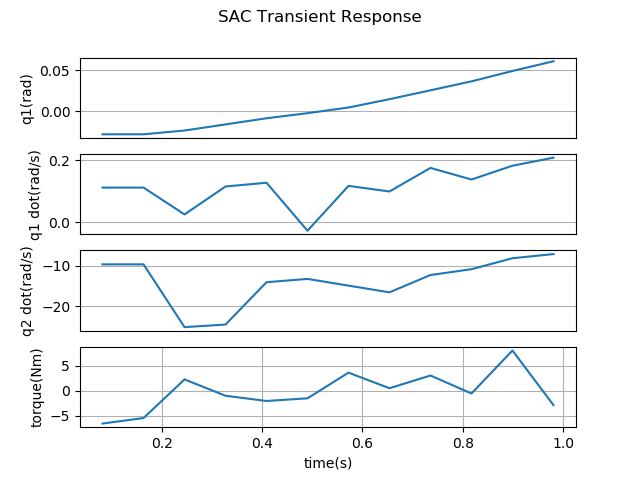 SAC Transient Response
q1(rad)
0.05
0.00
q1 dot(rad/s)
0.2
0.0
q2 dot(rad/s)
−10
−20
torque(Nm)
5
0
−5
0.2 0.4 0.6 0.8 1.0
time(s)